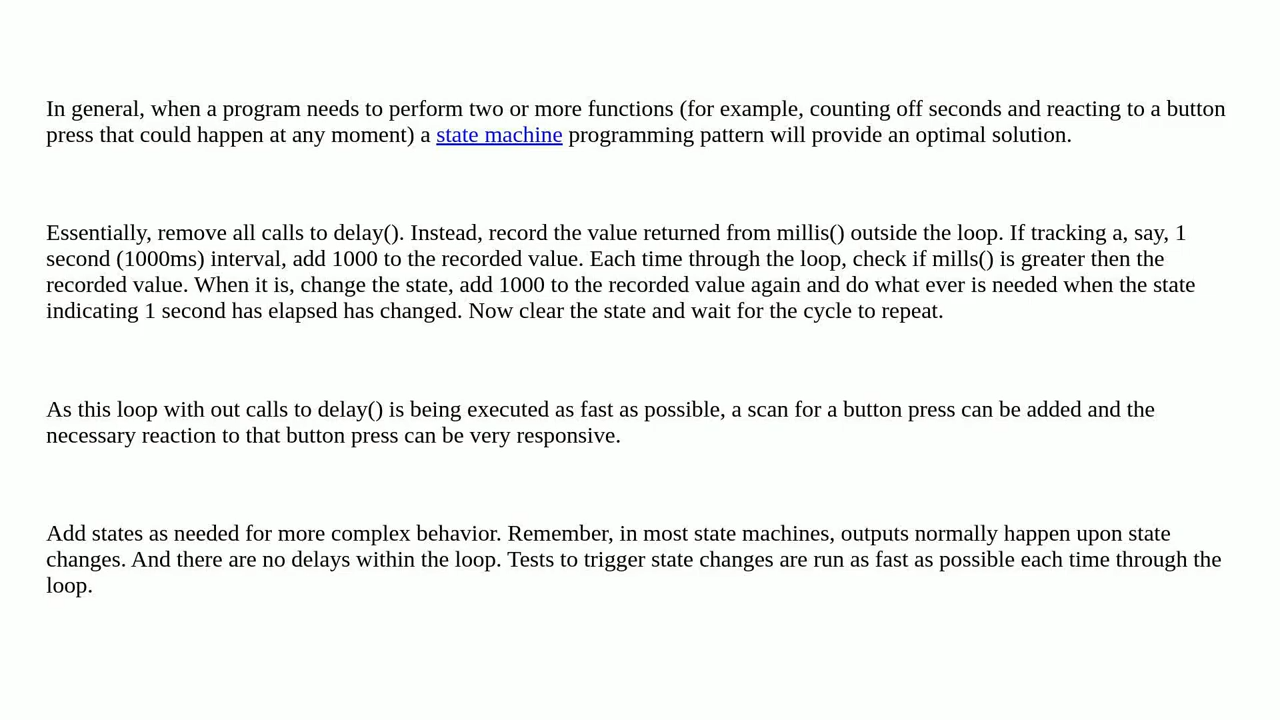 In general, when a program needs to perform two or more functions (for example, counting off seconds and reacting to a button
press that could happen at any moment) a state machine programming pattern will provide an optimal solution.
Essentially, remove all calls to delay(). Instead, record the value returned from millis() outside the loop. If tracking a, say, 1
second (1000ms) interval, add 1000 to the recorded value. Each time through the loop, check if mills() is greater then the
recorded value. When it is, change the state, add 1000 to the recorded value again and do what ever is needed when the state
indicating 1 second has elapsed has changed. Now clear the state and wait for the cycle to repeat.
As this loop with out calls to delay() is being executed as fast as possible, a scan for a button press can be added and the
necessary reaction to that button press can be very responsive.
Add states as needed for more complex behavior. Remember, in most state machines, outputs normally happen upon state
changes. And there are no delays within the loop. Tests to trigger state changes are run as fast as possible each time through the
loop.